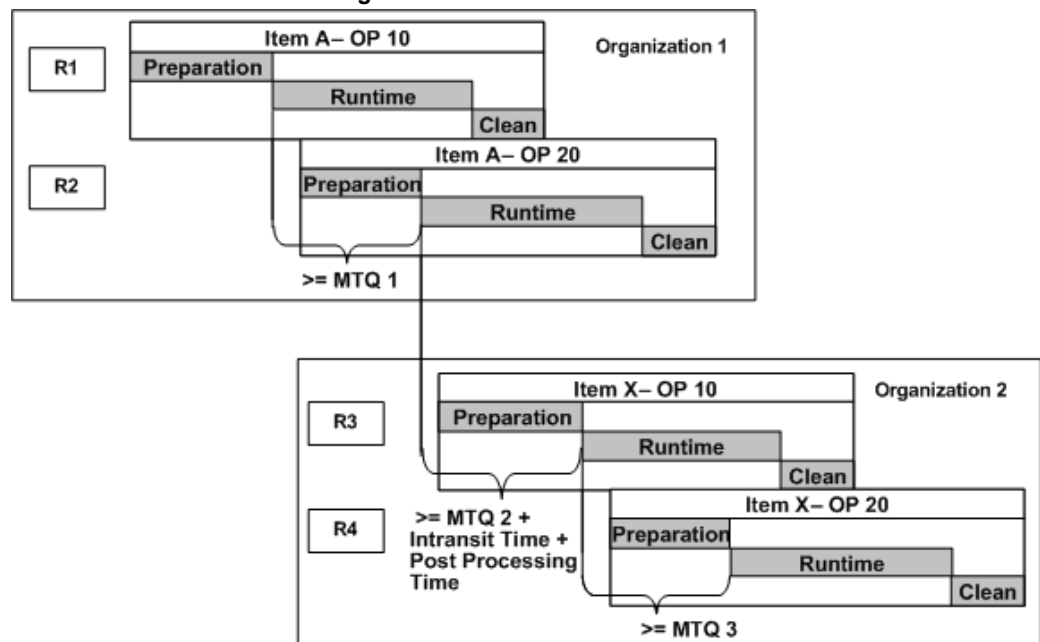 Item A– OP 10
Organization 1
R1
Preparation
Runtime
Clean
Item A– OP 20
R2
Preparation
Runtime
Clean
>= MTQ 1
Item X– OP 10
Organization 2
R3
Preparation
Runtime
Clean
Item X– OP 20
>= MTQ 2 +
Intransit Time +
Post Processing
Time
R4
Preparation
Runtime
Clean
>= MTQ 3